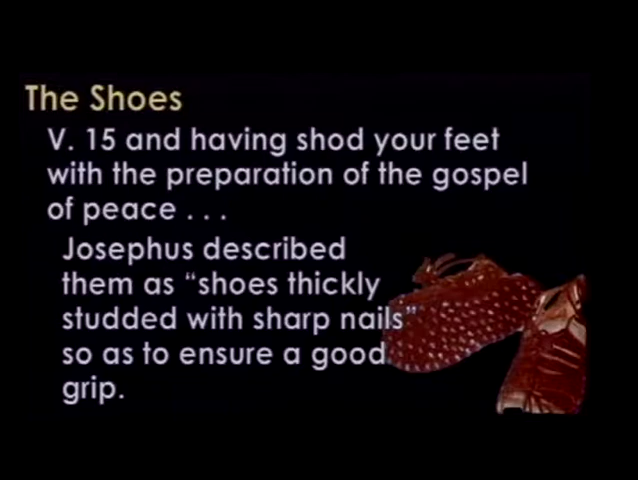 The Shoes
V. 15 and having shod your feet
with the preparation of the gospel
of peace . . .
Josephus described
them as “shoes thickly
studded with sharp nails”
so as to ensure a good
grip.